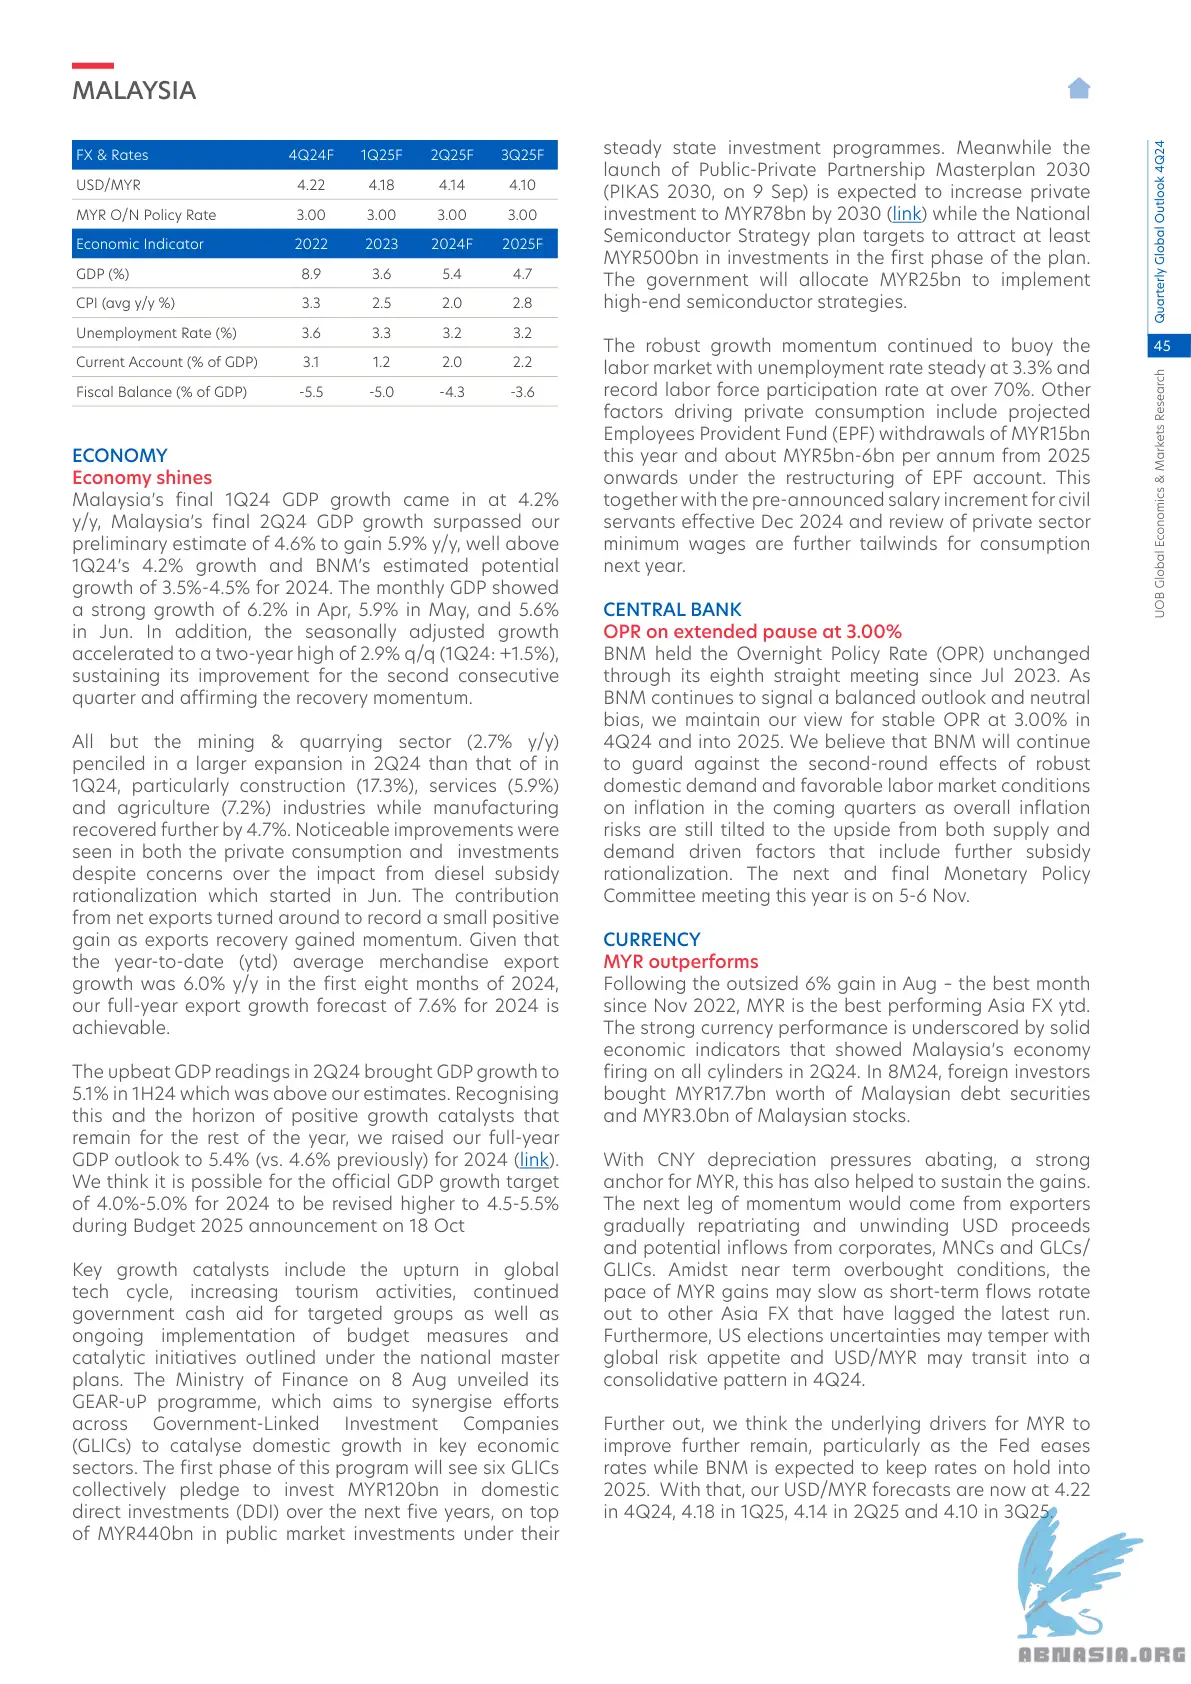 MALAYSIA
FX & Rates 4Q24F 1Q25F 2Q25F 3Q25F
USD/MYR 4.22 4.18 4.14 4.10
MYR O/N Policy Rate 3.00 3.00 3.00 3.00
Economic Indicator 2022 2023 2024F 2025F
GDP (%) 8.9 3.6 5.4 4.7
CPI (avg y/y %) 3.3 2.5 2.0 2.8
Unemployment Rate (%) 3.6 3.3 3.2 3.2
Current Account (% of GDP) 3.1 1.2 2.0 2.2
Fiscal Balance (% of GDP) -5.5 -5.0 -4.3 -3.6
ECONOMY
Economy shines
Malaysia's final 1Q24 GDP growth came in at 4.2%
y/y, Malaysia's final 2Q24 GDP growth surpassed our
preliminary estimate of 4.6% to gain 5.9% y/y, well above
1Q24's 4.2% growth and BNM's estimated potential
growth of 3.5%-4.5% for 2024. The monthly GDP showed
a strong growth of 6.2% in Apr, 5.9% in May, and 5.6%
in Jun. In addition, the seasonally adjusted growth
accelerated to a two-year high of 2.9% q/q (1Q24: +1.5%),
sustaining its improvement for the second consecutive
quarter and affirming the recovery momentum.
All but the mining & quarrying sector (2.7% y/y)
penciled in a larger expansion in 2Q24 than that of in
1Q24, particularly construction (17.3%), services (5.9%)
and agriculture (7.2%) industries while manufacturing
recovered further by 4.7%. Noticeable improvements were
seen in both the private consumption and investments
despite concerns over the impact from diesel subsidy
rationalization which started in Jun. The contribution
from net exports turned around to record a small positive
gain as exports recovery gained momentum. Given that
the year-to-date (ytd) average merchandise export
growth was 6.0% y/y in the first eight months of 2024,
our full-year export growth forecast of 7.6% for 2024 is
achievable.
The upbeat GDP readings in 2Q24 brought GDP growth to
5.1% in 1H24 which was above our estimates. Recognising
this and the horizon of positive growth catalysts that
remain for the rest of the year, we raised our full-year
GDP outlook to 5.4% (vs. 4.6% previously) for 2024 (link).
We think it is possible for the official GDP growth target
of 4.0%-5.0% for 2024 to be revised higher to 4.5-5.5%
during Budget 2025 announcement on 18 Oct
Key growth catalysts include the upturn in global
tech cycle, increasing tourism activities, continued
government cash aid for targeted groups as well as
ongoing implementation of budget measures and
catalytic initiatives outlined under the national master
plans. The Ministry of Finance on 8 Aug unveiled its
GEAR-uP programme, which aims to synergise efforts
across Government-Linked Investment Companies
(GLICs) to catalyse domestic growth in key economic
sectors. The first phase of this program will see six GLICs
collectively pledge to invest MYR120bn in domestic
direct investments (DDI) over the next five years, on top
of MYR440bn in public market investments under their
steady state investment programmes. Meanwhile the
launch of Public-Private Partnership Masterplan 2030
(PIKAS 2030, on 9 Sep) is expected to increase private
investment to MYR78bn by 2030 (link) while the National
Semiconductor Strategy plan targets to attract at least
MYR500bn in investments in the first phase of the plan.
The government will allocate MYR25bn to implement
high-end semiconductor strategies.
The robust growth momentum continued to buoy the
labor market with unemployment rate steady at 3.3% and
record labor force participation rate at over 70%. Other
factors driving private consumption include projected
Employees Provident Fund (EPF) withdrawals of MYR15bn
this year and about MYR5bn-6bn per annum from 2025
onwards under the restructuring of EPF account. This
together with the pre-announced salary increment for civil
servants effective Dec 2024 and review of private sector
minimum wages are further tailwinds for consumption
next year.
CENTRAL BANK
OPR on extended pause at 3.00%
BNM held the Overnight Policy Rate (OPR) unchanged
through its eighth straight meeting since Jul 2023. As
BNM continues to signal a balanced outlook and neutral
bias, we maintain our view for stable OPR at 3.00% in
4Q24 and into 2025. We believe that BNM will continue
to guard against the second-round effects of robust
domestic demand and favorable labor market conditions
on inflation in the coming quarters as overall inflation
risks are still tilted to the upside from both supply and
demand driven factors that include further subsidy
rationalization. The next and final Monetary Policy
Committee meeting this year is on 5-6 Nov.
CURRENCY
MYR outperforms
Following the outsized 6% gain in Aug – the best month
since Nov 2022, MYR is the best performing Asia FX ytd.
The strong currency performance is underscored by solid
economic indicators that showed Malaysia's economy
firing on all cylinders in 2Q24. In 8M24, foreign investors
bought MYR17.7bn worth of Malaysian debt securities
and MYR3.0bn of Malaysian stocks.
With CNY depreciation pressures abating, a strong
anchor for MYR, this has also helped to sustain the gains.
The next leg of momentum would come from exporters
gradually repatriating and unwinding USD proceeds
and potential inflows from corporates, MNCs and GLCs/
GLICs. Amidst near term overbought conditions, the
pace of MYR gains may slow as short-term flows rotate
out to other Asia FX that have lagged the latest run.
Furthermore, US elections uncertainties may temper with
global risk appetite and USD/MYR may transit into a
consolidative pattern in 4Q24.
Further out, we think the underlying drivers for MYR to
improve further remain, particularly as the Fed eases
rates while BNM is expected to keep rates on hold into
2025. With that, our USD/MYR forecasts are now at 4.22
in 4Q24, 4.18 in 1Q25, 4.14 in 2Q25 and 4.10 in 3Q25.
Quarterly Global Outlook 4Q24
45
UOB Global Economics & Markets Research
ABNASIA.ORG